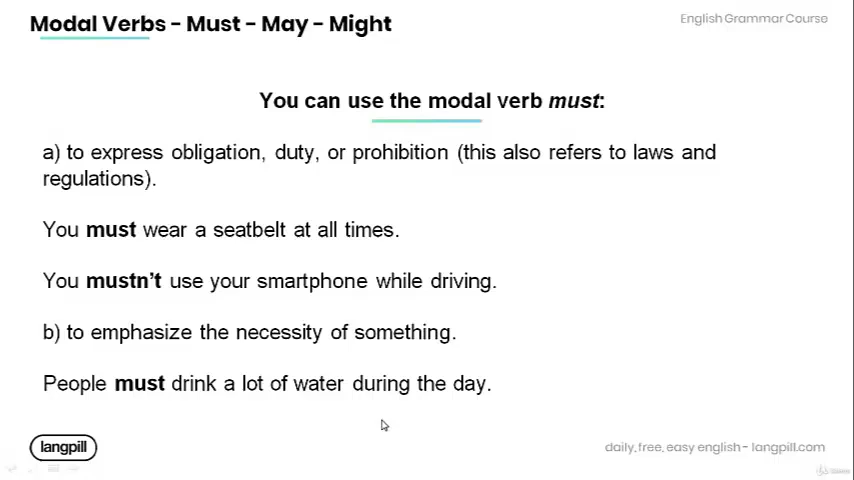 Modal Verbs - Must - May - Might
English Grammar Course
You can use the modal verb must:
a) to express obligation, duty, or prohibition (this also refers to laws and
regulations).
You must wear a seatbelt at all times.
You mustn't use your smartphone while driving.
b) to emphasize the necessity of something.
People must drink a lot of water during the day.
langpill
daily, free, easy english - langpill.com